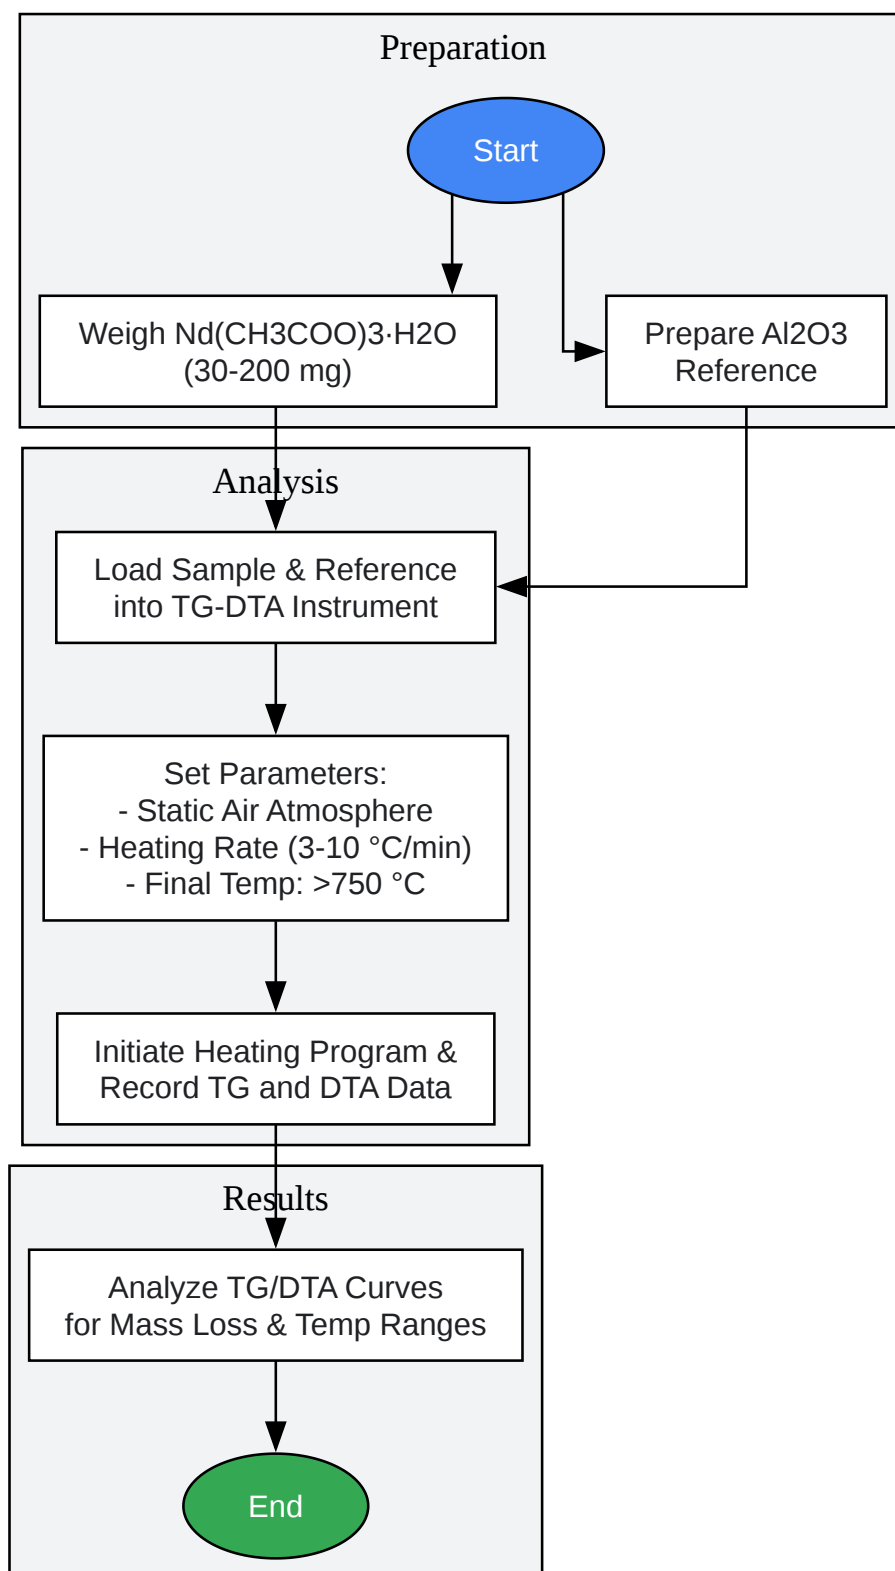 Preparation
Start
Weigh Nd(CH3COO)3·H2O
(30-200 mg)
Prepare Al2O3
Reference
Analysis
Load Sample & Reference
into TG-DTA Instrument
Set Parameters:
- Static Air Atmosphere
- Heating Rate (3-10 °C/min)
- Final Temp: >750 °C
Initiate Heating Program &
Record TG and DTA Data
Results
Analyze TG/DTA Curves
for Mass Loss & Temp Ranges
End